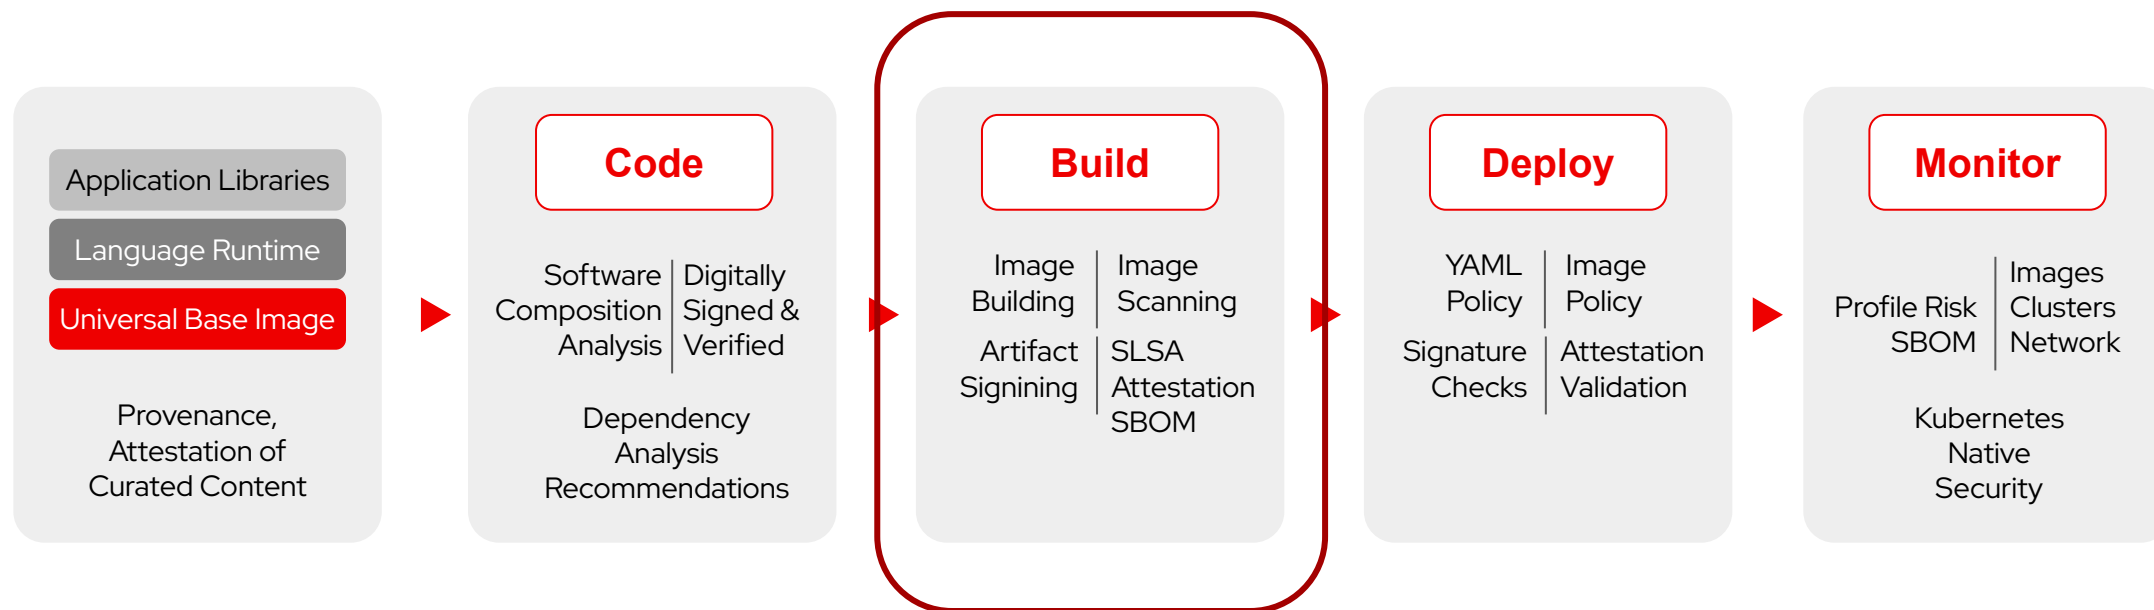 Application Libraries
Language Runtime
Universal Base Image
Provenance,
Attestation of
Curated Content
Code
Software
Composition
Analysis
Digitally
Signed &
Verified
Dependency
Analysis
Recommendations
Build
Image
Building
Image
Scanning
Artifact
Signining
SLSA
Attestation
SBOM
Deploy
YAML
Policy
Image
Policy
Signature
Checks
Attestation
Validation
Monitor
Profile Risk
SBOM
Images
Clusters
Network
Kubernetes
Native
Security